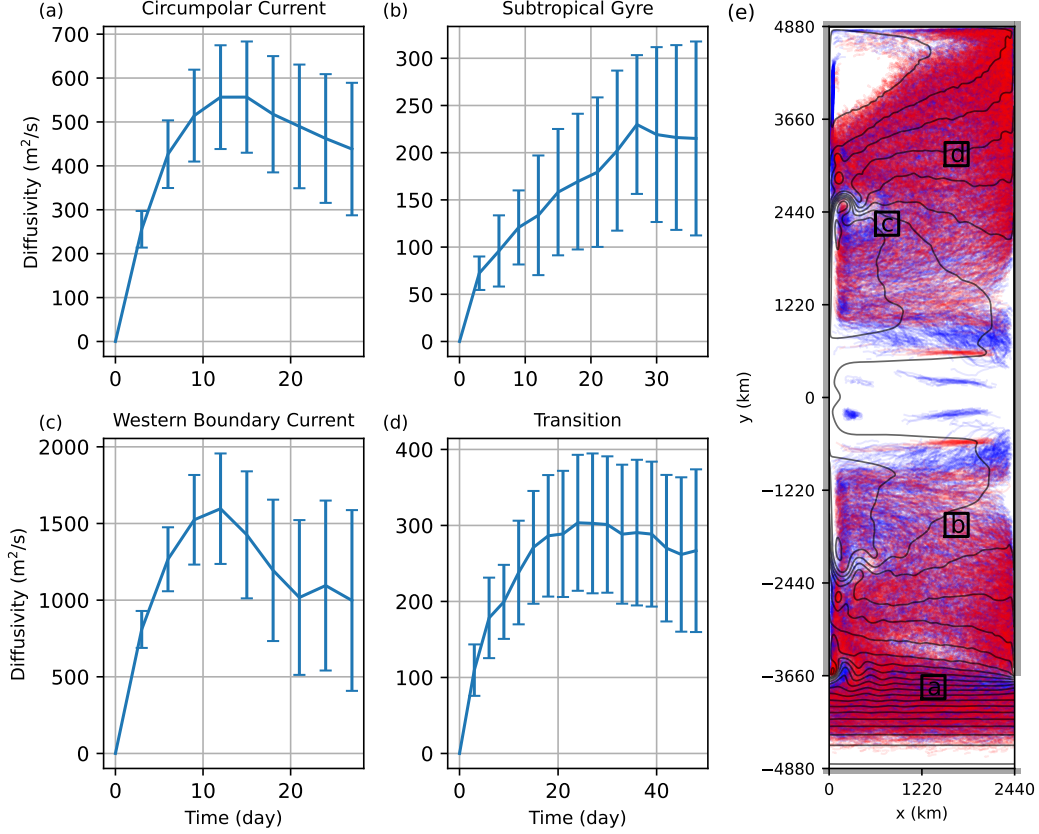 (a)
Circumpolar Current
700
600
500
400
300
200
100
0
Diffusivity (m²/s)
0
10
20
(b)
Subtropical Gyre
300
250
200
150
100
50
0
0
10
20
30
(c)
Western Boundary Current
2000
1500
1000
500
0
Diffusivity (m²/s)
0
10
20
Time (day)
(d)
Transition
400
300
200
100
0
0
20
40
Time (day)
(e)
4880
3660
2440
1220
0
−1220
−2440
−3660
−4880
y (km)
d
c
b
a
0
1220
2440
x (km)